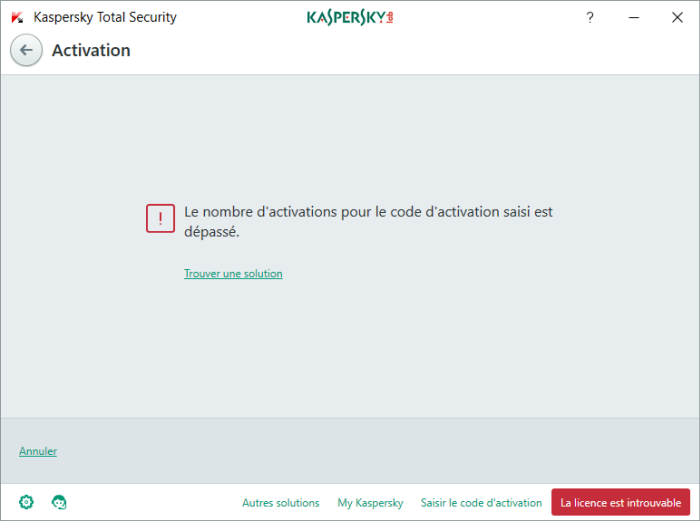 Kaspersky Total Security
KASPERSKY lab
?
Activation
!
Le nombre d'activations pour le code d'activation saisi est
dépassé.
Trouver une solution
Annuler
Autres solutions
My Kaspersky
Saisir le code d'activation
La licence est introuvable